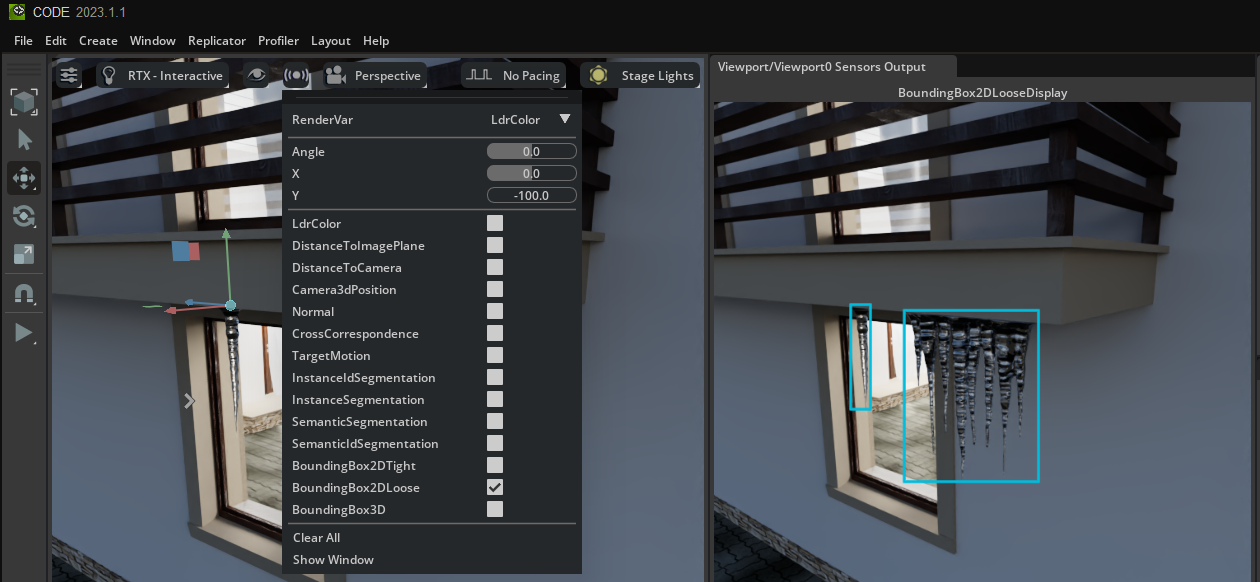 CODE 2023.1.1
File Edit Create Window Replicator Profiler Layout Help
RTX - Interactive Perspective No Pacing Stage Lights
RenderVar LdrColor
Angle 0.0
X 0.0
Y -100.0
LdrColor
DistanceToImagePlane
DistanceToCamera
Camera3dPosition
Normal
CrossCorrespondence
TargetMotion
InstanceIdSegmentation
InstanceSegmentation
SemanticSegmentation
SemanticIdSegmentation
BoundingBox2DTight
BoundingBox2DLoose
BoundingBox3D
Clear All
Show Window
Viewport/Viewport0 Sensors Output
BoundingBox2DLooseDisplay